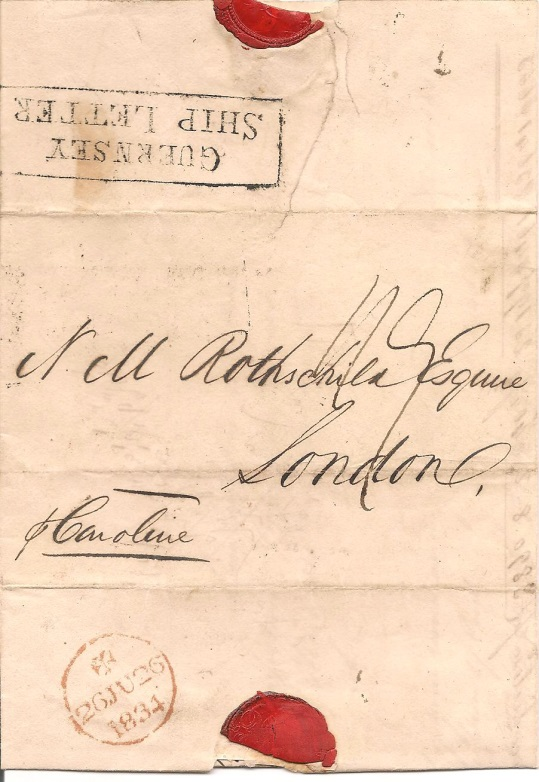 GUERNSEY
SHIP LETTER
N M Rothschild Esquire
London,
p Caroline
26 JU 26
1834